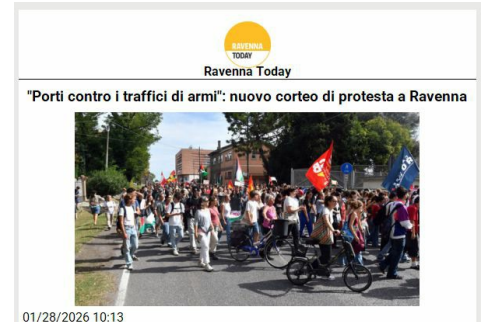 RAVENNA
TODAY
Ravenna Today
"Porti contro i traffici di armi": nuovo corteo di protesta a Ravenna
01/28/2026 10:13